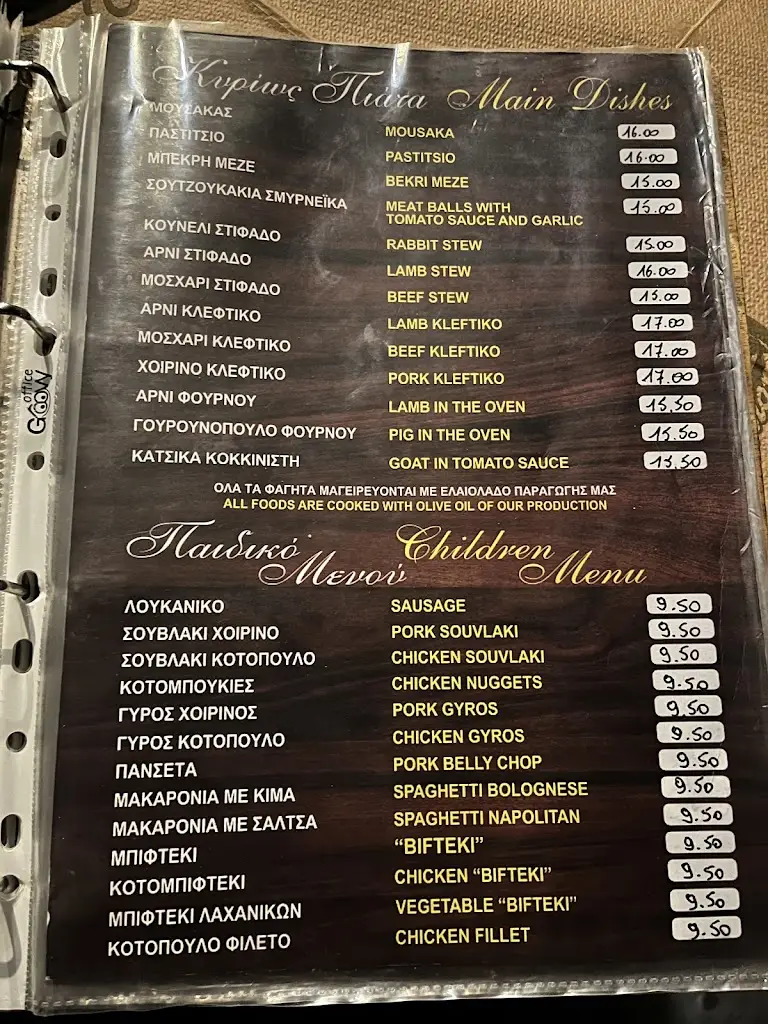 Κυρίως Πιάτα Main Dishes
ΜΟΥΣΑΚΑΣ MOUSAKA 16.00
ΠΑΣΤΙΤΣΙΟ PASTITSIO 16.00
ΜΠΕΚΡΗ ΜΕΖΕ BEKRI MEZE 15.00
ΣΟΥΤΖΟΥΚΑΚΙΑ ΣΜΥΡΝΕΪΚΑ MEAT BALLS WITH 15.00
TOMATO SAUCE AND GARLIC
ΚΟΥΝΕΛΙ ΣΤΙΦΑΔΟ RABBIT STEW 15.00
ΑΡΝΙ ΣΤΙΦΑΔΟ LAMB STEW 16.00
ΜΟΣΧΑΡΙ ΣΤΙΦΑΔΟ BEEF STEW 15.00
ΑΡΝΙ ΚΛΕΦΤΙΚΟ LAMB KLEFTIKO 17.00
ΜΟΣΧΑΡΙ ΚΛΕΦΤΙΚΟ BEEF KLEFTIKO 17.00
ΧΟΙΡΙΝΟ ΚΛΕΦΤΙΚΟ PORK KLEFTIKO 17.00
ΑΡΝΙ ΦΟΥΡΝΟΥ LAMB IN THE OVEN 15,50
ΓΟΥΡΟΥΝΟΠΟΥΛΟ ΦΟΥΡΝΟΥ PIG IN THE OVEN 15.50
ΚΑΤΣΙΚΑ ΚΟΚΚΙΝΙΣΤΗ GOAT IN TOMATO SAUCE 15,50
ΟΛΑ ΤΑ ΦΑΓΗΤΑ ΜΑΓΕΙΡΕΥΟΝΤΑΙ ΜΕ ΕΛΑΙΟΛΑΔΟ ΠΑΡΑΓΩΓΗΣ ΜΑΣ
ALL FOODS ARE COOKED WITH OLIVE OIL OF OUR PRODUCTION
Παιδικό Children
Μενού Menu
ΛΟΥΚΑΝΙΚΟ SAUSAGE 9.50
ΣΟΥΒΛΑΚΙ ΧΟΙΡΙΝΟ PORK SOUVLAKI 9.50
ΣΟΥΒΛΑΚΙ ΚΟΤΟΠΟΥΛΟ CHICKEN SOUVLAKI 9.50
ΚΟΤΟΜΠΟΥΚΙΕΣ CHICKEN NUGGETS 9.50
ΓΥΡΟΣ ΧΟΙΡΙΝΟΣ PORK GYROS 9.50
ΓΥΡΟΣ ΚΟΤΟΠΟΥΛΟ CHICKEN GYROS 9.50
ΠΑΝΣΕΤΑ PORK BELLY CHOP 9.50
ΜΑΚΑΡΟΝΙΑ ΜΕ ΚΙΜΑ SPAGHETTI BOLOGNESE 9.50
ΜΑΚΑΡΟΝΙΑ ΜΕ ΣΑΛΤΣΑ SPAGHETTI NAPOLITAN 9.50
ΜΠΙΦΤΕΚΙ “BIFTEKI” 9.50
ΚΟΤΟΜΠΙΦΤΕΚΙ CHICKEN “BIFTEKI” 9.50
ΜΠΙΦΤΕΚΙ ΛΑΧΑΝΙΚΩΝ VEGETABLE “BIFTEKI” 9.50
ΚΟΤΟΠΟΥΛΟ ΦΙΛΕΤΟ CHICKEN FILLET 9.50
office
GrOOVY